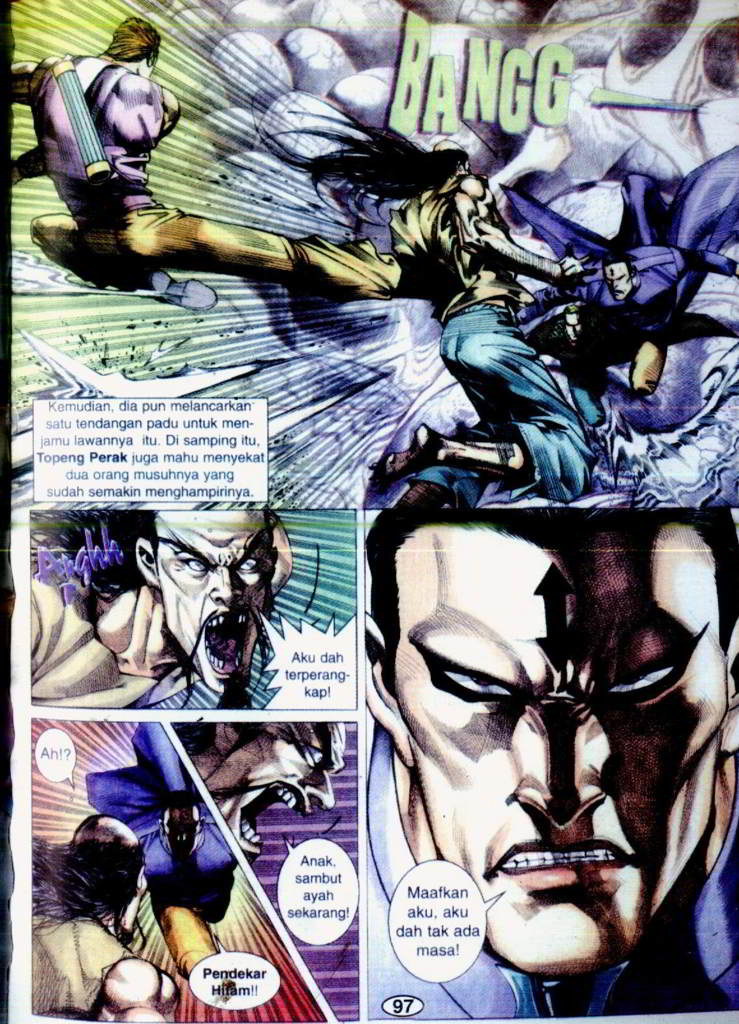 BANGG
Kemudian, dia pun melancarkan
satu tendangan padu untuk men-
jamu lawannya itu. Di samping itu,
Topeng Perak juga mahu menyekat
dua orang musuhnya yang
sudah semakin menghampirinya.
Arghh
Aku dah
terperang-
kap!
Ah!?
Anak,
sambut
ayah
sekarang!
Pendekar
Hitam!!
Maafkan
aku, aku
dah tak ada
masa!
97